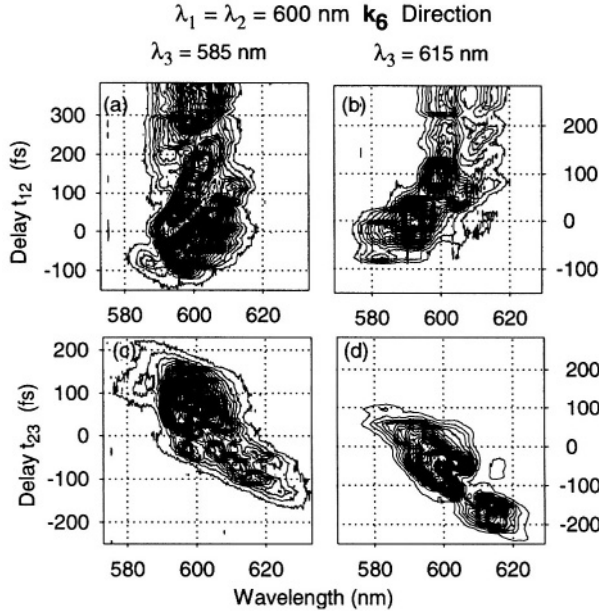 λ1 = λ2 = 600 nm k6 Direction
λ3 = 585 nm λ3 = 615 nm
(a) (b)
300
200
100
0
-100
Delay t12 (fs)
200
100
0
-100
580 600 620 580 600 620
(c) (d)
200
100
0
-100
-200
Delay t23 (fs)
200
100
0
-100
-200
580 600 620 580 600 620
Wavelength (nm)